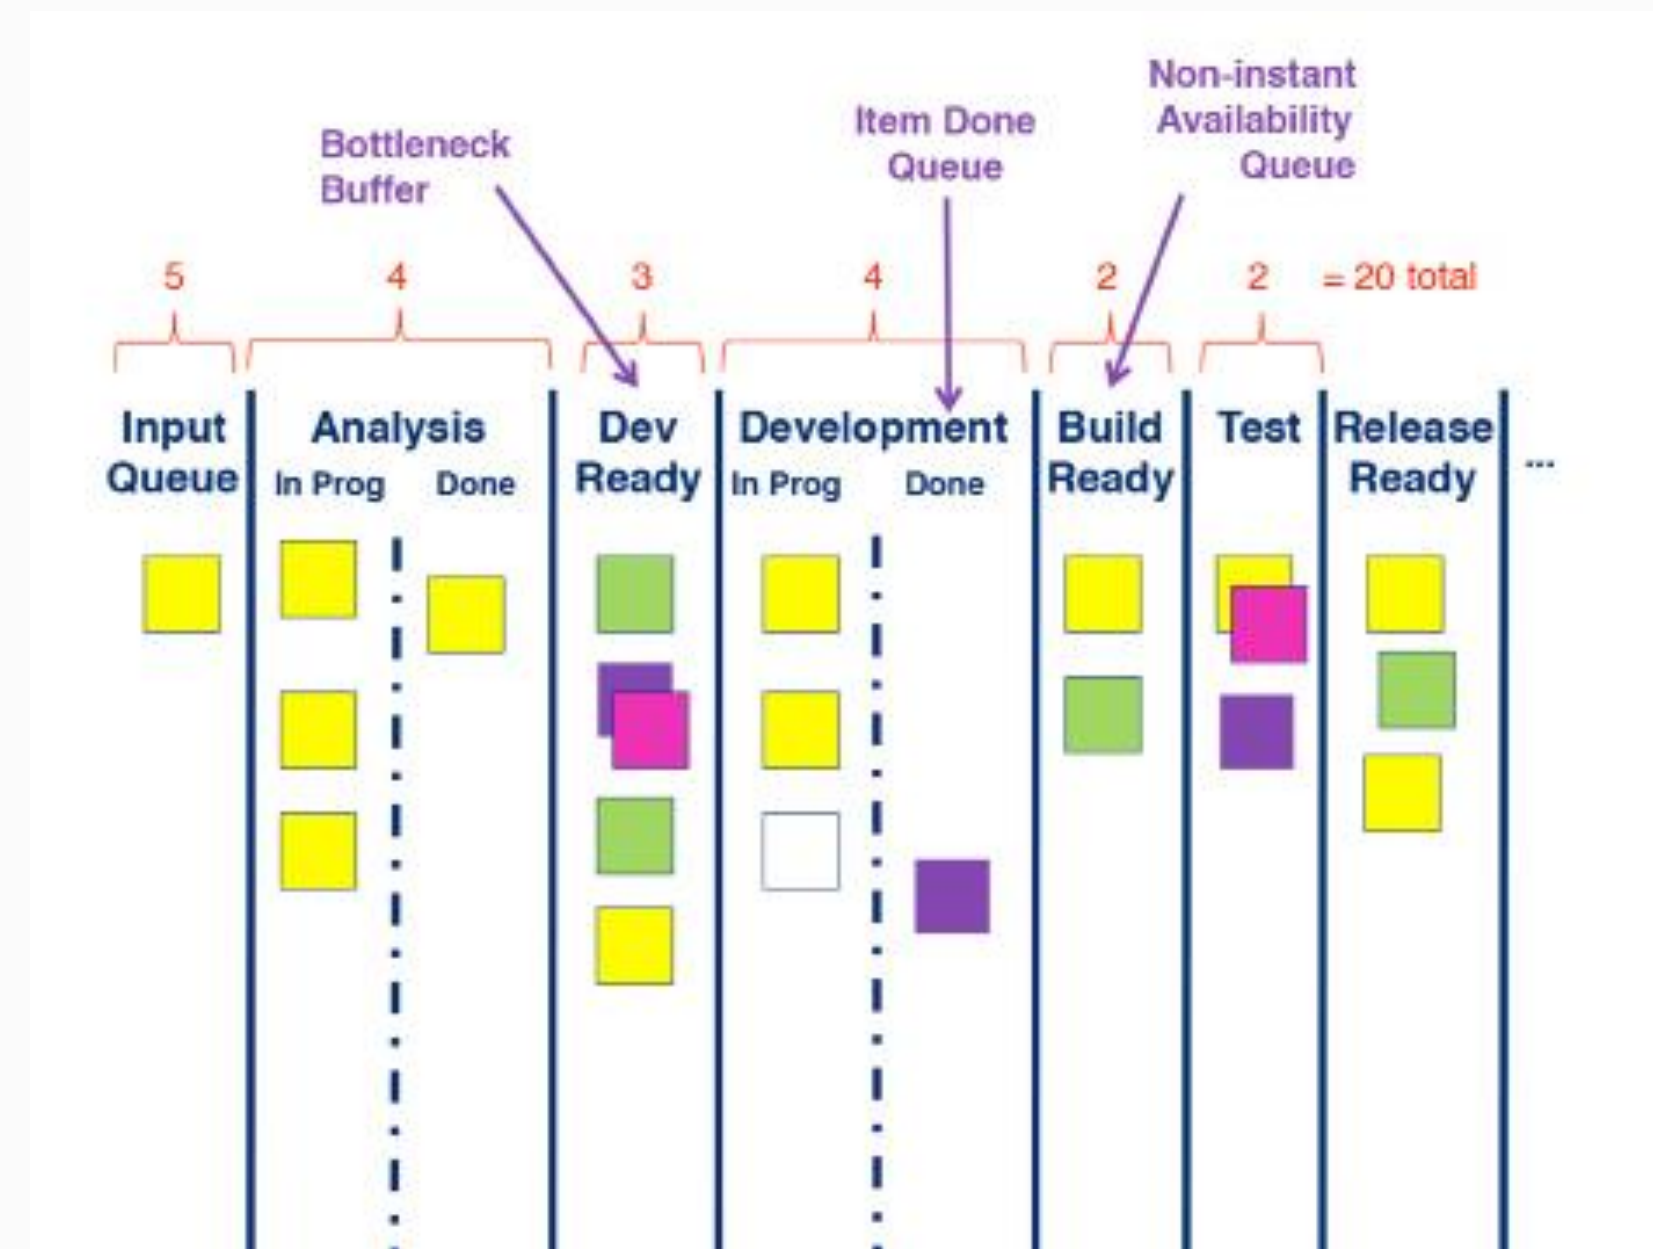 Non-instant
Availability
Queue
Item Done
Queue
Bottleneck
Buffer
5 4 3 4 2 2 = 20 total
Input Analysis Dev Development Build Test Release
Queue In Prog Done Ready In Prog Done Ready Ready ...